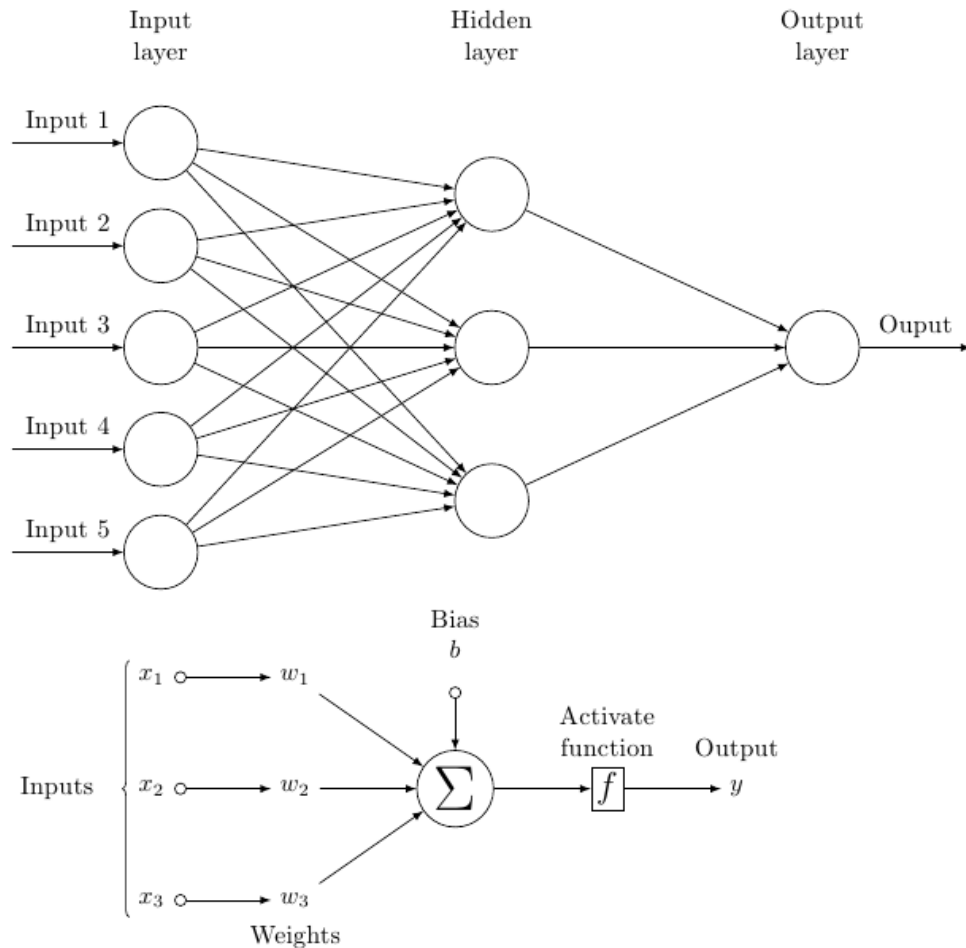 Input
layer
Hidden
layer
Output
layer
Input 1
Input 2
Input 3
Ouput
Input 4
Input 5
Bias
b
x₁
w₁
Activate
function
Output
Inputs
x₂
w₂
∑
f
y
x₃
w₃
Weights